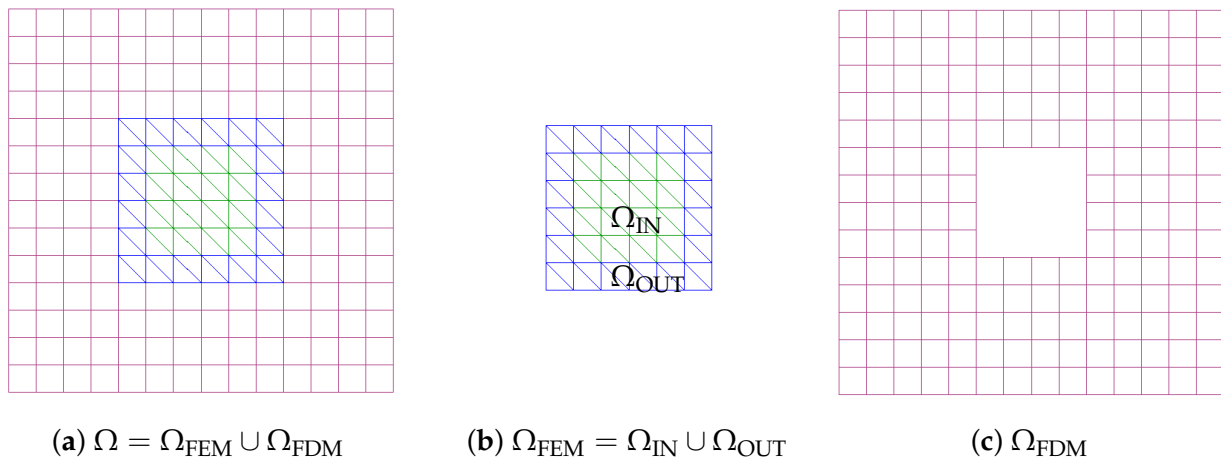 Ω_IN
Ω_OUT
(a) Ω = Ω_FEM ∪ Ω_FDM
(b) Ω_FEM = Ω_IN ∪ Ω_OUT
(c) Ω_FDM